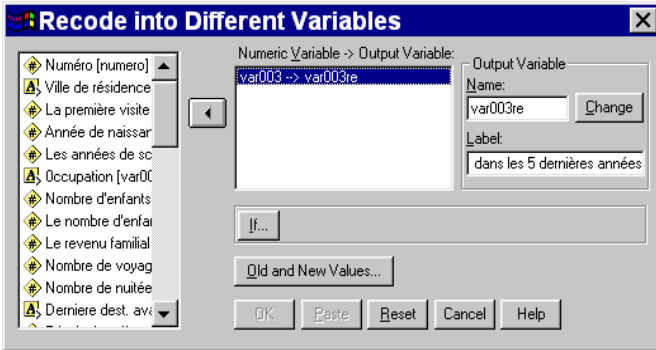 Recode into Different Variables
Numéro [numero]
Ville de résidence
La première visite
Année de naissar
Les années de sc
Occupation [var00
Nombre d'enfants
Le nombre d'enfar
Le revenu familial
Nombre de voyag
Nombre de nuitée
Derniere dest. ava
Numeric Variable -> Output Variable:
var003 --> var003re
Output Variable
Name:
var003re
Change
Label:
dans les 5 dernières années
If...
Old and New Values...
OK
Paste
Reset
Cancel
Help